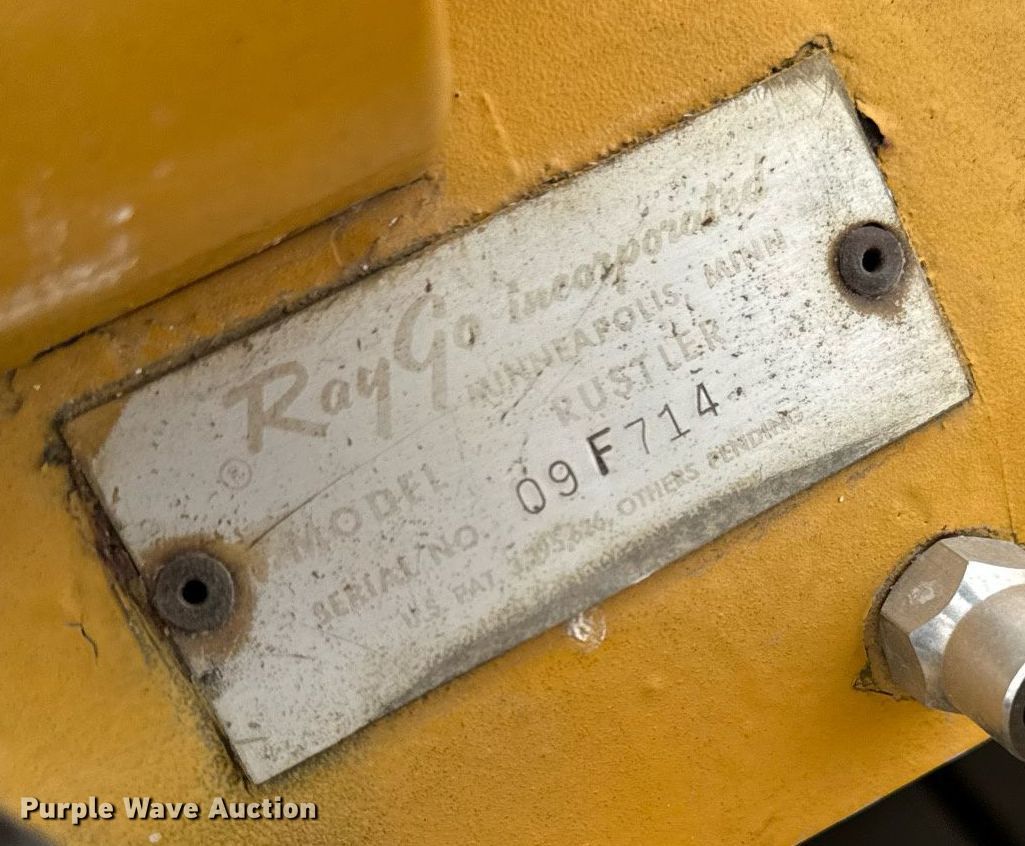 RayGo incorporated
®
MINNEAPOLIS, MINN.
MODEL RUSTLER
SERIAL NO. 09F714
U.S. PAT. OTHERS PENDING
Purple Wave Auction